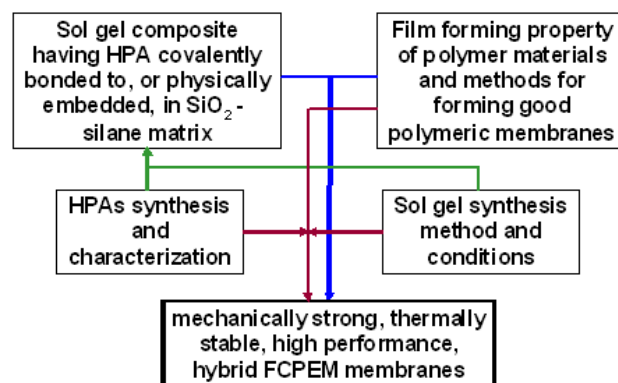 Sol gel composite
having HPA covalently
bonded to, or physically
embedded, in SiO₂ -
silane matrix
Film forming property
of polymer materials
and methods for
forming good
polymeric membranes
HPAs synthesis
and
characterization
Sol gel synthesis
method and
conditions
mechanically strong, thermally
stable, high performance,
hybrid FCPEM membranes